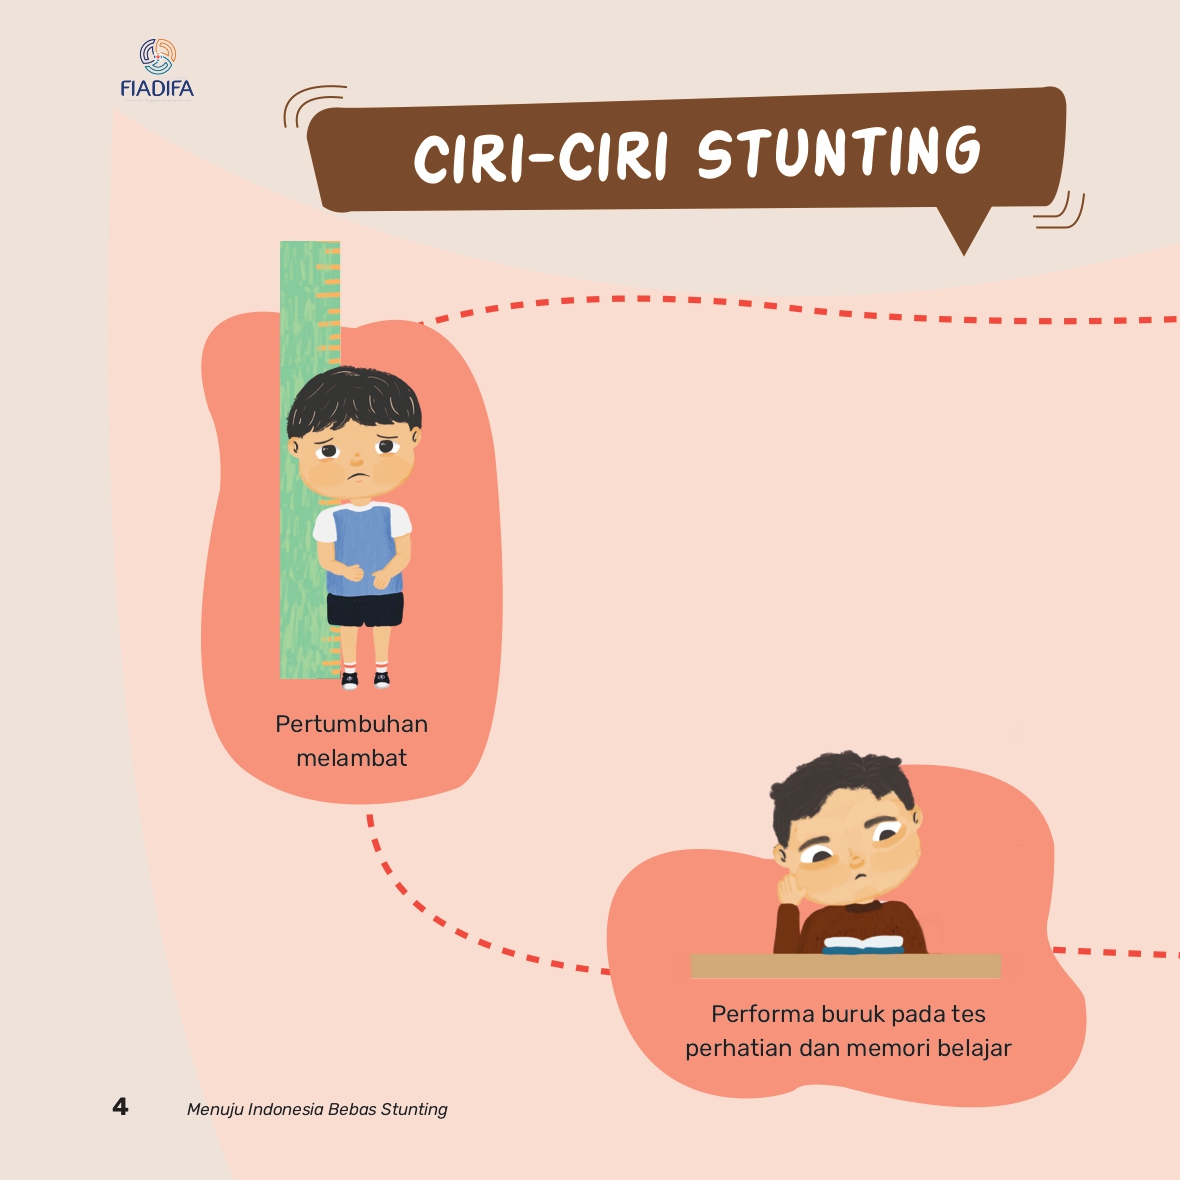 FIADIFA
CIRI-CIRI STUNTING
Pertumbuhan
melambat
Performa buruk pada tes
perhatian dan memori belajar
4
Menuju Indonesia Bebas Stunting